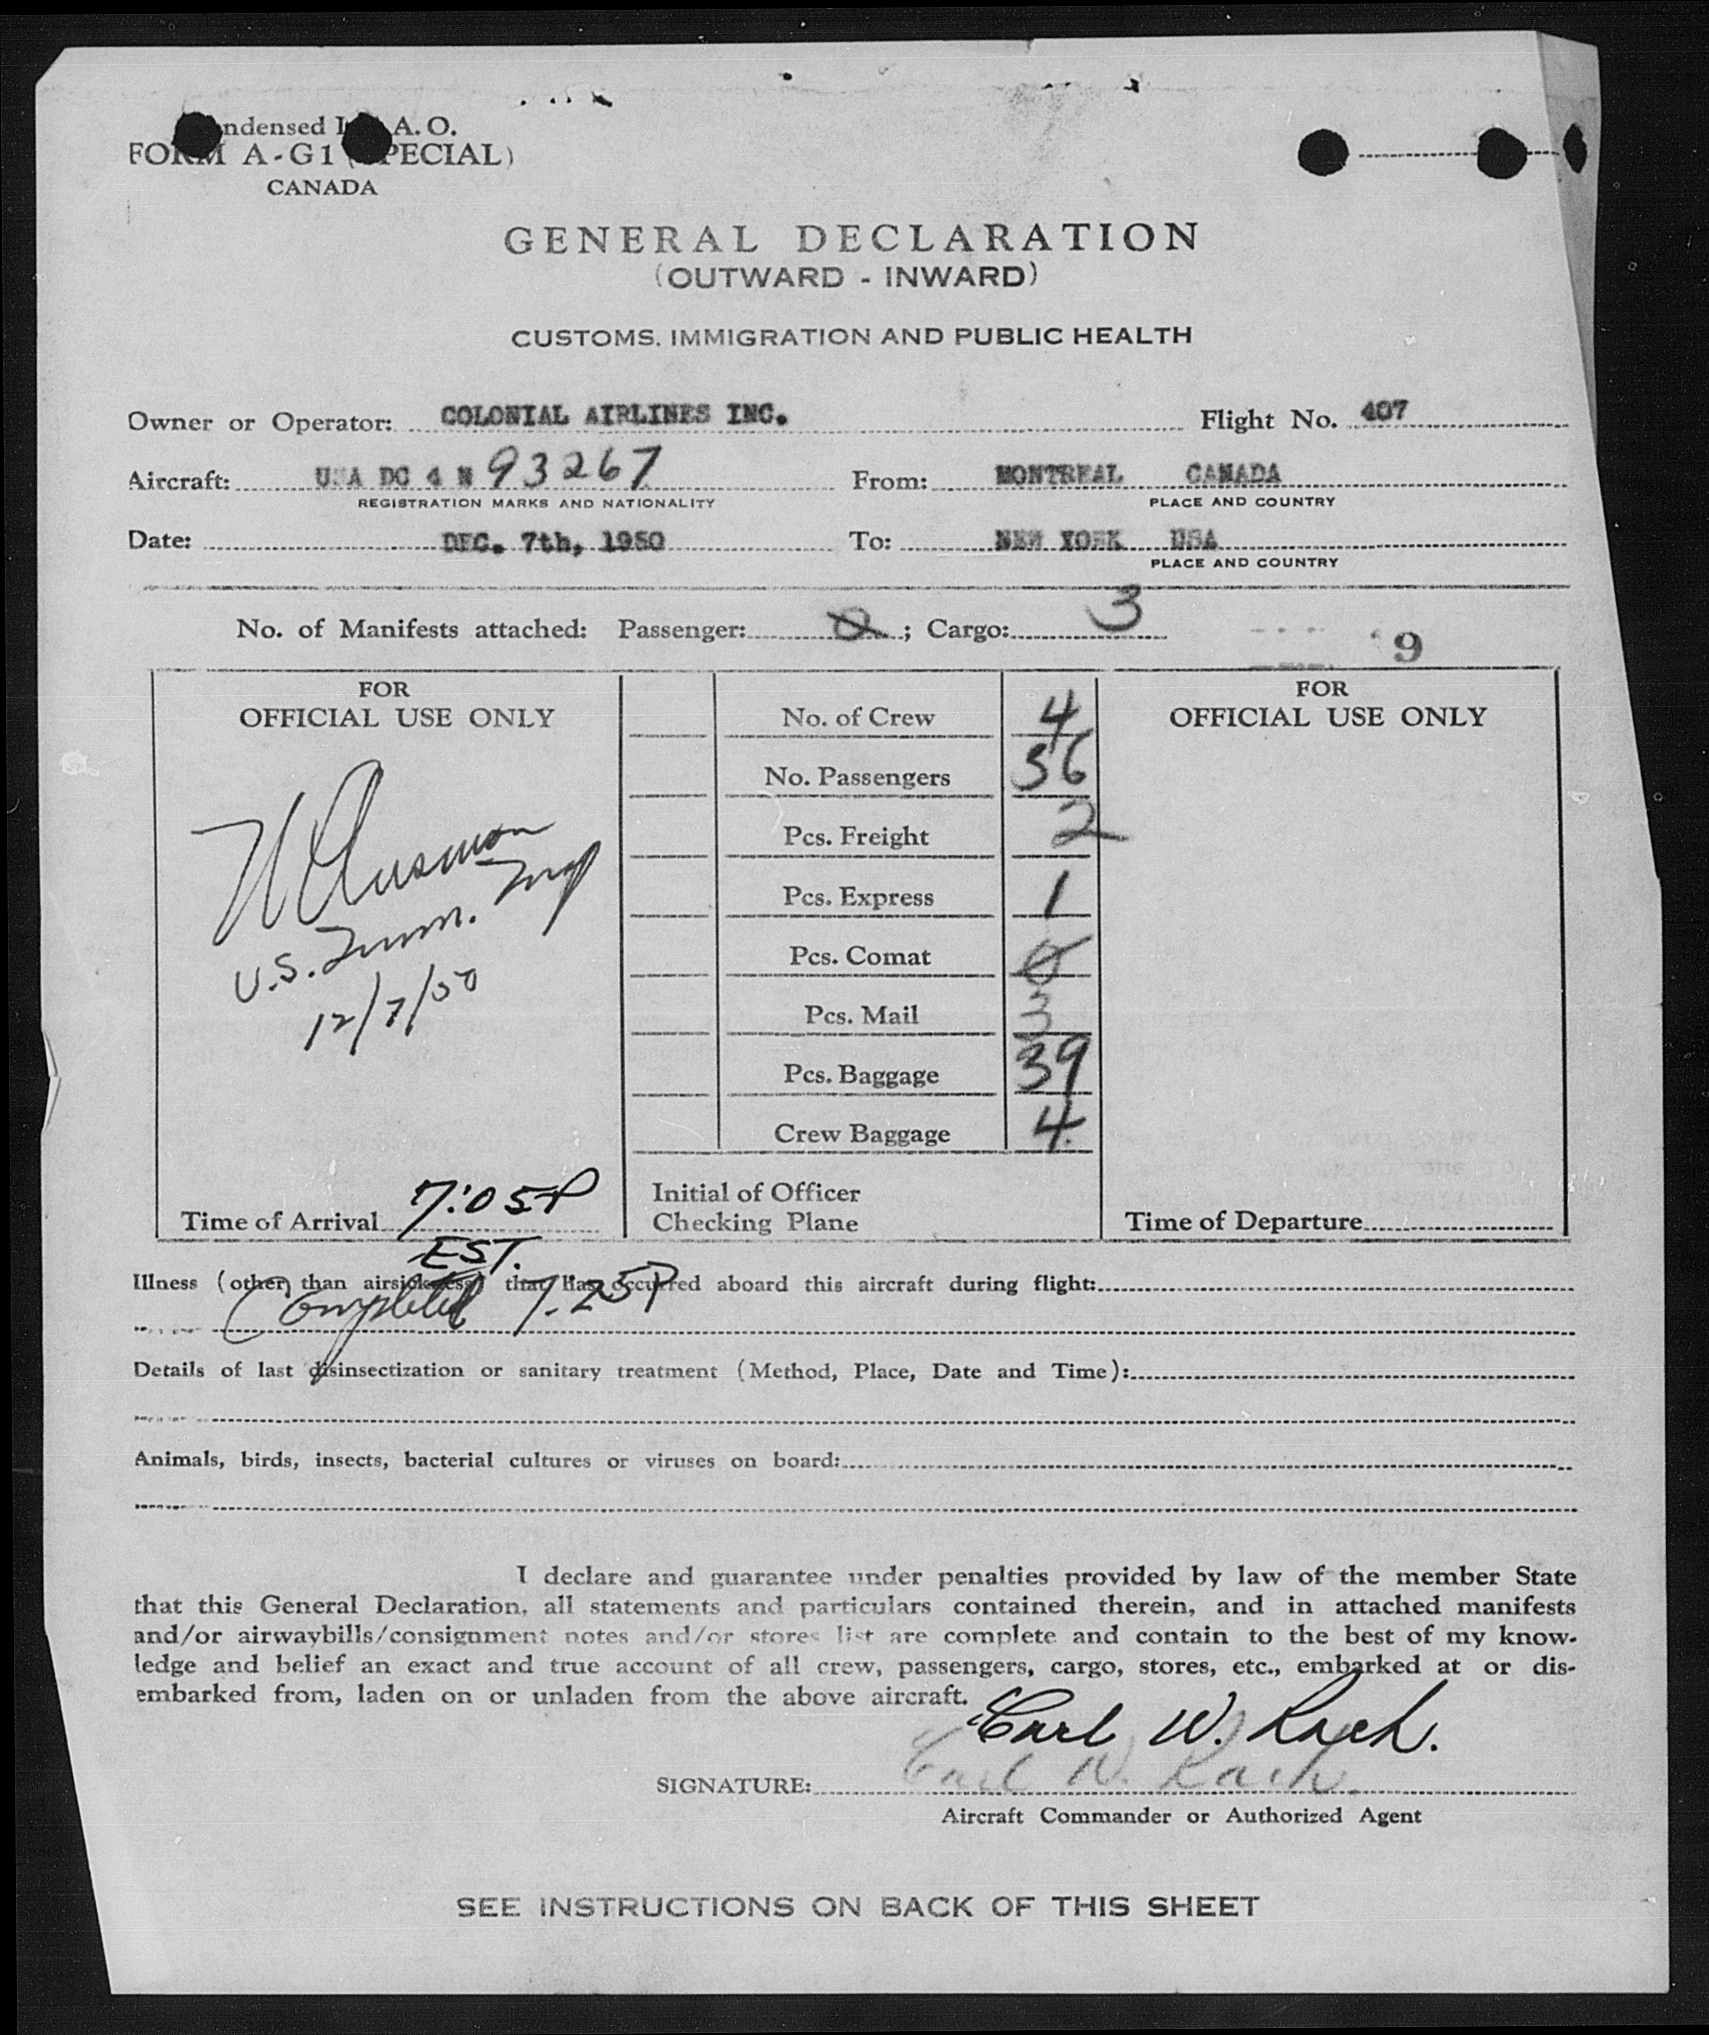 Condensed I. A. O.
FORM A-G1 (SPECIAL)
CANADA
GENERAL DECLARATION
(OUTWARD - INWARD)
CUSTOMS, IMMIGRATION AND PUBLIC HEALTH
Owner or Operator: COLONIAL AIRLINES INC. Flight No. 407
Aircraft: USA DC 4 N 93267 From: MONTREAL CANADA
REGISTRATION MARKS AND NATIONALITY PLACE AND COUNTRY
Date: DEC. 7th, 1950 To: NEW YORK USA
PLACE AND COUNTRY
No. of Manifests attached: Passenger: 0; Cargo: 3
9
FOR
OFFICIAL USE ONLY
U.S. Imm. Insp
12/7/50
Time of Arrival 7:05 P
EST.
Completed 7.25P
No. of Crew 4
No. Passengers 36
Pcs. Freight 2
Pcs. Express 1
Pcs. Comat 0
Pcs. Mail 3
Pcs. Baggage 39
Crew Baggage 4
Initial of Officer
Checking Plane
FOR
OFFICIAL USE ONLY
Time of Departure
Illness (other than airsickness) that has occurred aboard this aircraft during flight:
Details of last disinsectization or sanitary treatment (Method, Place, Date and Time):
Animals, birds, insects, bacterial cultures or viruses on board:
I declare and guarantee under penalties provided by law of the member State
that this General Declaration, all statements and particulars contained therein, and in attached manifests
and/or airwaybills/consignment notes and/or stores list are complete and contain to the best of my know-
ledge and belief an exact and true account of all crew, passengers, cargo, stores, etc., embarked at or dis-
embarked from, laden on or unladen from the above aircraft.
Carl W. Rach.
SIGNATURE: Carl W. Rach.
Aircraft Commander or Authorized Agent
SEE INSTRUCTIONS ON BACK OF THIS SHEET